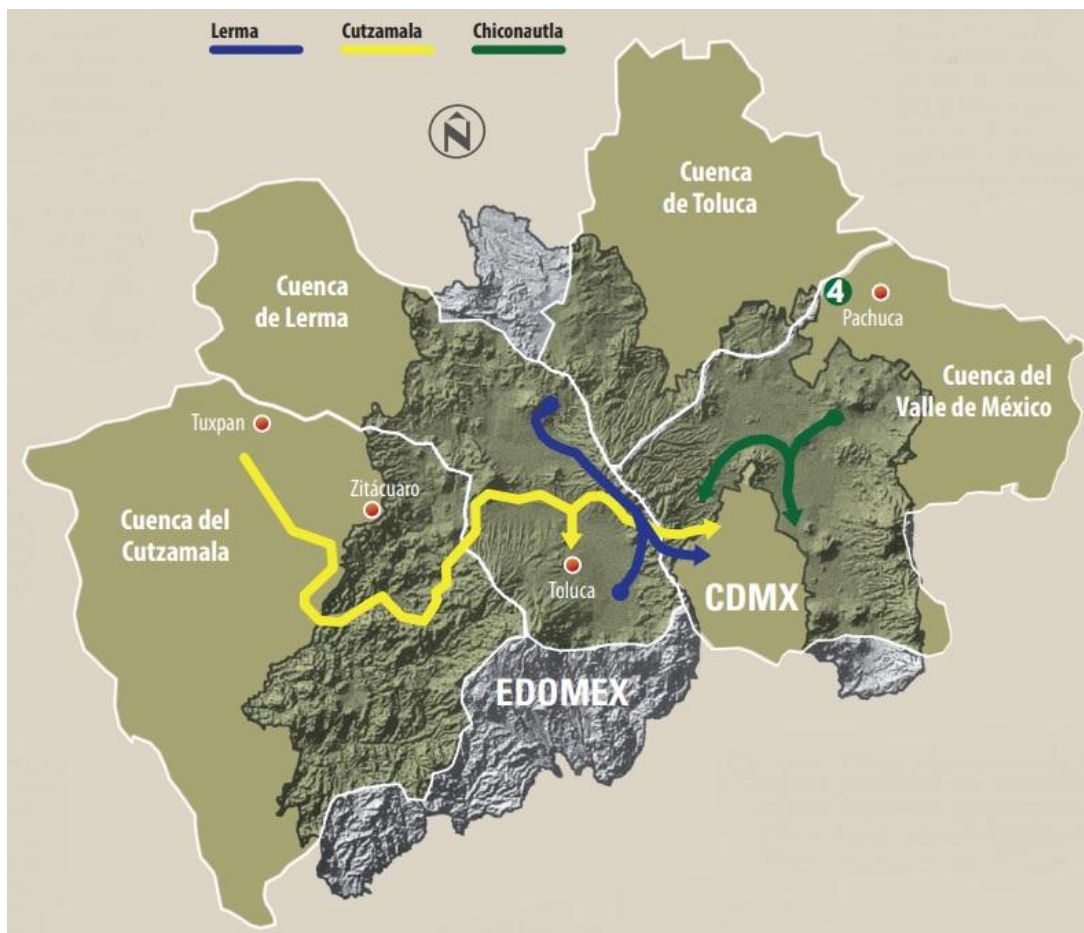 Lerma
Cutzamala
Chiconautla
N
Cuenca
de Toluca
Cuenca
de Lerma
4
Pachuca
Cuenca del
Valle de México
Tuxpan
Zitácuaro
Cuenca del
Cutzamala
Toluca
CDMX
EDOMEX